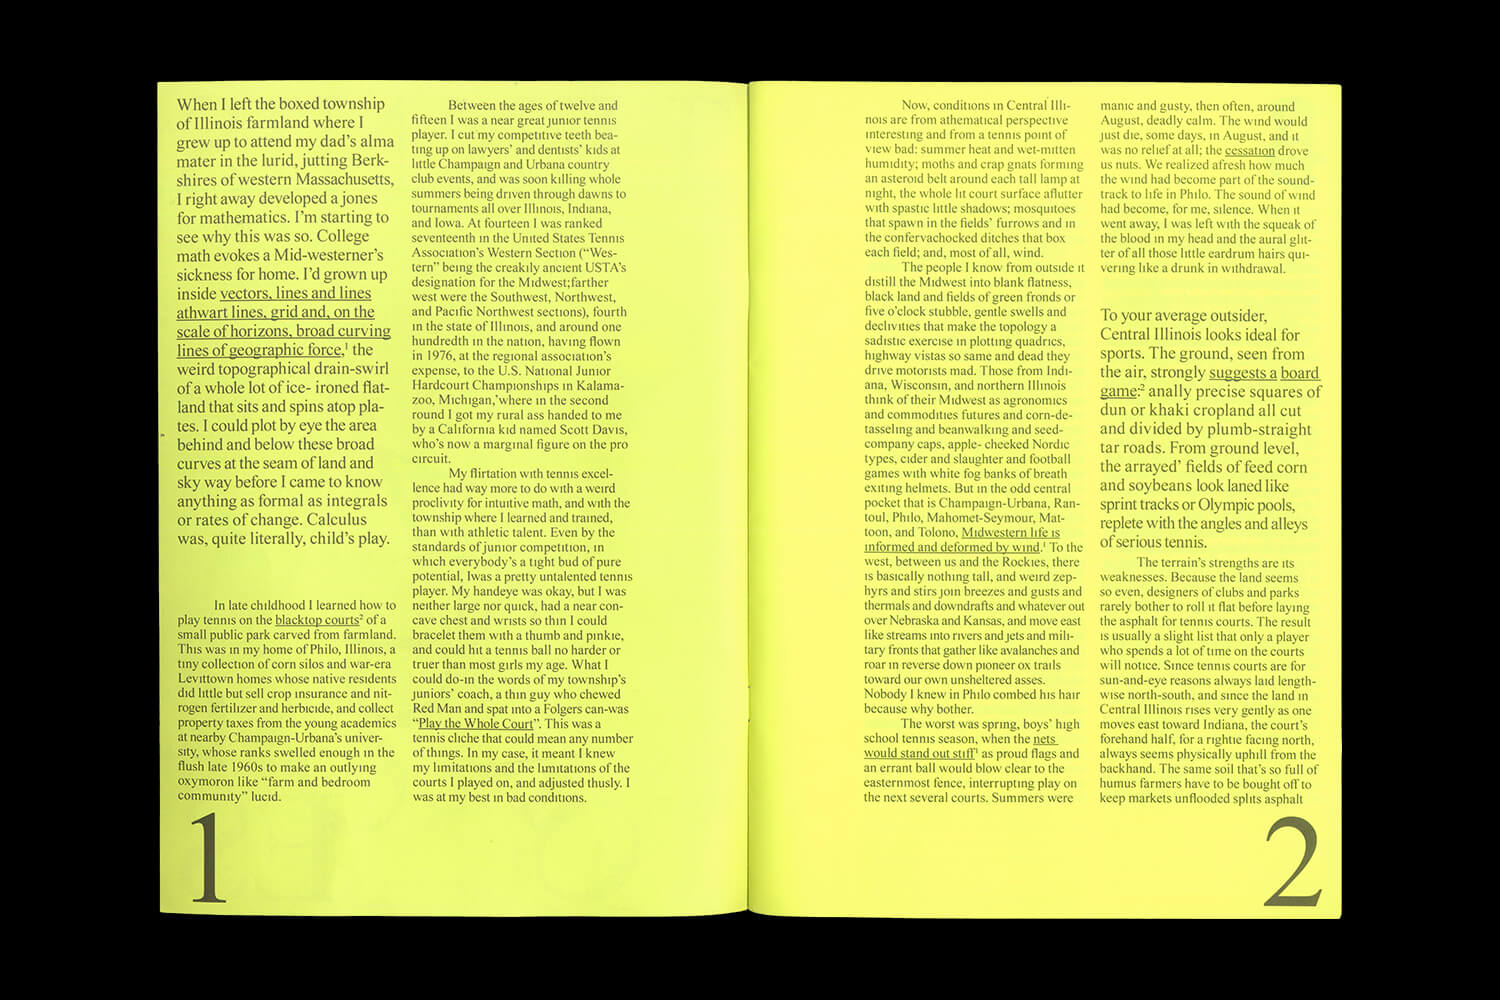 When I left the boxed township
of Illinois farmland where I
grew up to attend my dad’s alma
mater in the lurid, jutting Berk-
shires of western Massachusetts,
I right away developed a jones
for mathematics. I’m starting to
see why this was so. College
math evokes a Mid-westerner’s
sickness for home. I’d grown up
inside vectors, lines and lines
athwart lines, grid and, on the
scale of horizons, broad curving
lines of geographic force,¹ the
weird topographical drain-swirl
of a whole lot of ice- ironed flat-
land that sits and spins atop pla-
tes. I could plot by eye the area
behind and below these broad
curves at the seam of land and
sky way before I came to know
anything as formal as integrals
or rates of change. Calculus
was, quite literally, child’s play.
In late childhood I learned how to
play tennis on the blacktop courts² of a
small public park carved from farmland.
This was in my home of Philo, Illinois, a
tiny collection of corn silos and war-era
Levittown homes whose native residents
did little but sell crop insurance and nit-
rogen fertilizer and herbicide, and collect
property taxes from the young academics
at nearby Champaign-Urbana’s univer-
sity, whose ranks swelled enough in the
flush late 1960s to make an outlying
oxymoron like “farm and bedroom
community” lucid.
1
Between the ages of twelve and
fifteen I was a near great junior tennis
player. I cut my competitive teeth bea-
ting up on lawyers’ and dentists’ kids at
little Champaign and Urbana country
club events, and was soon killing whole
summers being driven through dawns to
tournaments all over Illinois, Indiana,
and Iowa. At fourteen I was ranked
seventeenth in the United States Tennis
Association’s Western Section (“Wes-
tern” being the creakily ancient USTA’s
designation for the Midwest;farther
west were the Southwest, Northwest,
and Pacific Northwest sections), fourth
in the state of Illinois, and around one
hundredth in the nation, having flown
in 1976, at the regional association’s
expense, to the U.S. National Junior
Hardcourt Championships in Kalama-
zoo, Michigan,’where in the second
round I got my rural ass handed to me
by a California kid named Scott Davis,
who’s now a marginal figure on the pro
circuit.
My flirtation with tennis excel-
lence had way more to do with a weird
proclivity for intuitive math, and with the
township where I learned and trained,
than with athletic talent. Even by the
standards of junior competition, in
which everybody’s a tight bud of pure
potential, Iwas a pretty untalented tennis
player. My handeye was okay, but I was
neither large nor quick, had a near con-
cave chest and wrists so thin I could
bracelet them with a thumb and pinkie,
and could hit a tennis ball no harder or
truer than most girls my age. What I
could do-in the words of my township’s
juniors’ coach, a thin guy who chewed
Red Man and spat into a Folgers can-was
“Play the Whole Court”. This was a
tennis cliche that could mean any number
of things. In my case, it meant I knew
my limitations and the limitations of the
courts I played on, and adjusted thusly. I
was at my best in bad conditions.
Now, conditions in Central Illi-
nois are from athematical perspective
interesting and from a tennis point of
view bad: summer heat and wet-mitten
humidity; moths and crap gnats forming
an asteroid belt around each tall lamp at
night, the whole lit court surface aflutter
with spastic little shadows; mosquitoes
that spawn in the fields’ furrows and in
the confervachocked ditches that box
each field; and, most of all, wind.
The people I know from outside it
distill the Midwest into blank flatness,
black land and fields of green fronds or
five o’clock stubble, gentle swells and
declivities that make the topology a
sadistic exercise in plotting quadrics,
highway vistas so same and dead they
drive motorists mad. Those from Indi-
ana, Wisconsin, and northern Illinois
think of their Midwest as agronomics
and commodities futures and corn-de-
tasseling and beanwalking and seed-
company caps, apple- cheeked Nordic
types, cider and slaughter and football
games with white fog banks of breath
exiting helmets. But in the odd central
pocket that is Champaign-Urbana, Ran-
toul, Philo, Mahomet-Seymour, Mat-
toon, and Tolono, Midwestern life is
informed and deformed by wind.¹ To the
west, between us and the Rockies, there
is basically nothing tall, and weird zep-
hyrs and stirs join breezes and gusts and
thermals and downdrafts and whatever out
over Nebraska and Kansas, and move east
like streams into rivers and jets and mili-
tary fronts that gather like avalanches and
roar in reverse down pioneer ox trails
toward our own unsheltered asses.
Nobody I knew in Philo combed his hair
because why bother.
The worst was spring, boys’ high
school tennis season, when the nets
would stand out stiff¹ as proud flags and
an errant ball would blow clear to the
easternmost fence, interrupting play on
the next several courts. Summers were
manic and gusty, then often, around
August, deadly calm. The wind would
just die, some days, in August, and it
was no relief at all; the cessation drove
us nuts. We realized afresh how much
the wind had become part of the sound-
track to life in Philo. The sound of wind
had become, for me, silence. When it
went away, I was left with the squeak of
the blood in my head and the aural glit-
ter of all those little eardrum hairs qui-
vering like a drunk in withdrawal.
To your average outsider,
Central Illinois looks ideal for
sports. The ground, seen from
the air, strongly suggests a board
game:² anally precise squares of
dun or khaki cropland all cut
and divided by plumb-straight
tar roads. From ground level,
the arrayed’ fields of feed corn
and soybeans look laned like
sprint tracks or Olympic pools,
replete with the angles and alleys
of serious tennis.
The terrain’s strengths are its
weaknesses. Because the land seems
so even, designers of clubs and parks
rarely bother to roll it flat before laying
the asphalt for tennis courts. The result
is usually a slight list that only a player
who spends a lot of time on the courts
will notice. Since tennis courts are for
sun-and-eye reasons always laid length-
wise north-south, and since the land in
Central Illinois rises very gently as one
moves east toward Indiana, the court’s
forehand half, for a rightie facing north,
always seems physically uphill from the
backhand. The same soil that’s so full of
humus farmers have to be bought off to
keep markets unflooded splits asphalt
2